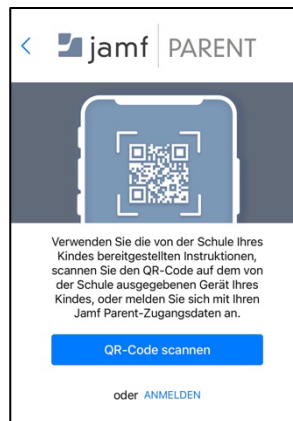 jamf PARENT
Verwenden Sie die von der Schule Ihres
Kindes bereitgestellten Instruktionen,
scannen Sie den QR-Code auf dem von
der Schule ausgegebenen Gerät Ihres
Kindes, oder melden Sie sich mit Ihren
Jamf Parent-Zugangsdaten an.
QR-Code scannen
oder ANMELDEN